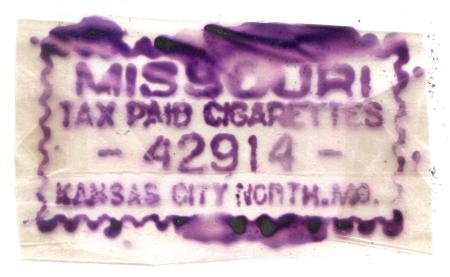 MISSOURI
TAX PAID CIGARETTES
- 42914 -
KANSAS CITY NORTH, MO.